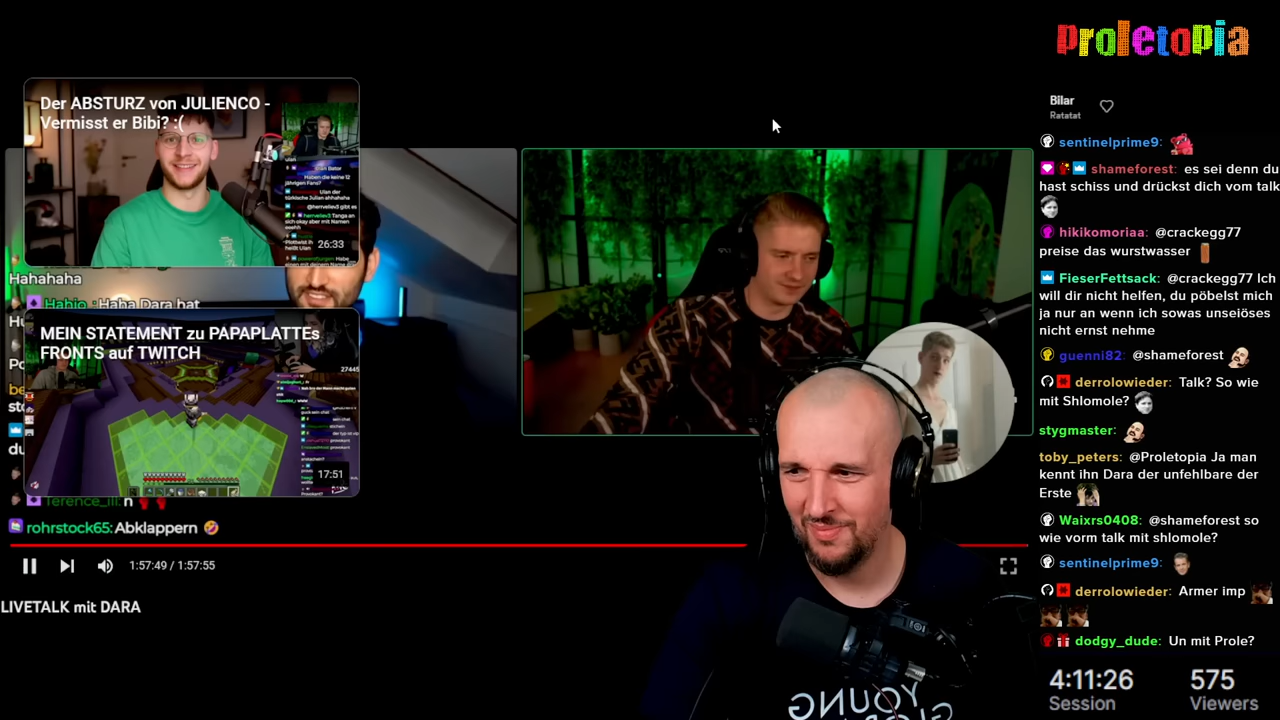 proletopia
Bilar
Ratatat
Der ABSTURZ von JULIENCO -
Vermisst er Bibi? :(
26:33
Hahahaha
Hahio : Haha Dara hat
MEIN STATEMENT zu PAPAPLATTEs
FRONTS auf TWITCH
27445
17:51
Terence_ill: n
rohrstock65: Abklappern
1:57:49 / 1:57:55
LIVETALK mit DARA
sentinelprime9:
shameforest: es sei denn du
hast schiss und drückst dich vom talk
hikikomoriaa: @crackegg77
preise das wurstwasser
FieserFettsack: @crackegg77 Ich
will dir nicht helfen, du pöbelst mich
ja nur an wenn ich sowas unseiöses
nicht ernst nehme
guenni82: @shameforest
derrolowieder: Talk? So wie
mit Shlomole?
stygmaster:
toby_peters: @Proletopia Ja man
kennt ihn Dara der unfehlbare der
Erste
Waixrs0408: @shameforest so
wie vorm talk mit shlomole?
sentinelprime9:
derrolowieder: Armer imp
dodgy_dude: Un mit Prole?
4:11:26
Session
575
Viewers
YOUNG